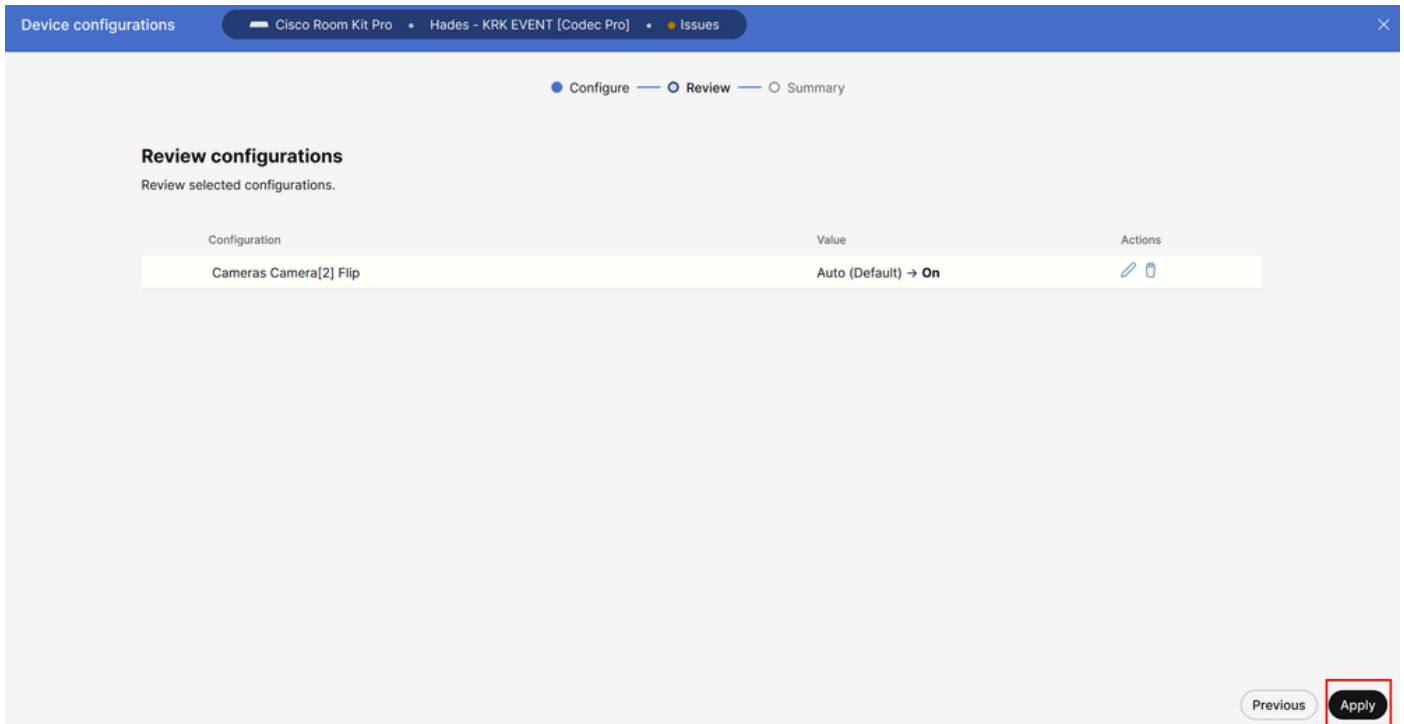 Device configurations Cisco Room Kit Pro • Hades - KRK EVENT [Codec Pro] • Issues
Configure Review Summary
Review configurations
Review selected configurations.
Configuration Value Actions
Cameras Camera[2] Flip Auto (Default) → On
Previous Apply